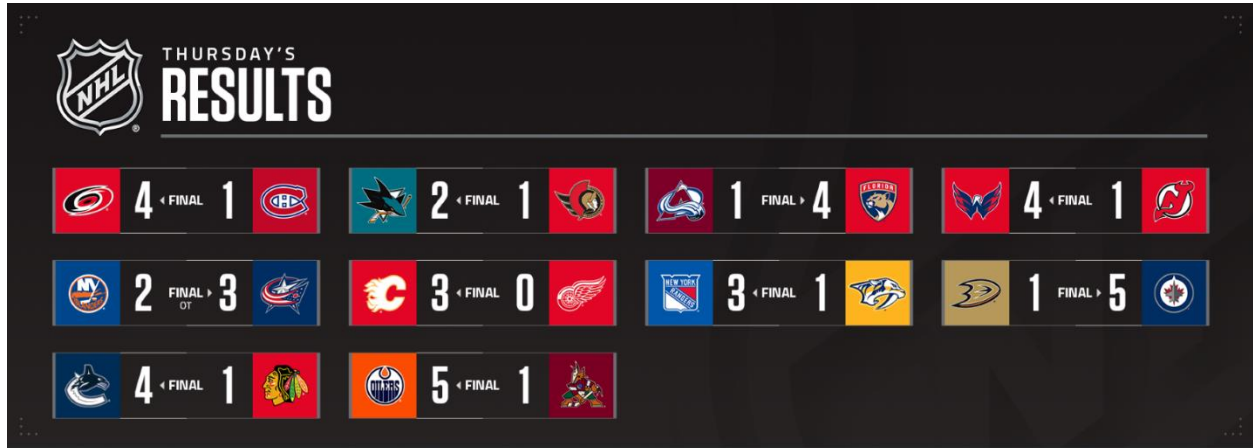 THURSDAY'S
NHL RESULTS
4 FINAL 1
2 FINAL 1
1 FINAL 4 FLORIDA
4 FINAL 1
NY 2 FINAL 3
OT
3 FINAL 0
NEW YORK
RANGERS 3 FINAL 1
1 FINAL 5
4 FINAL 1
OILERS 5 FINAL 1